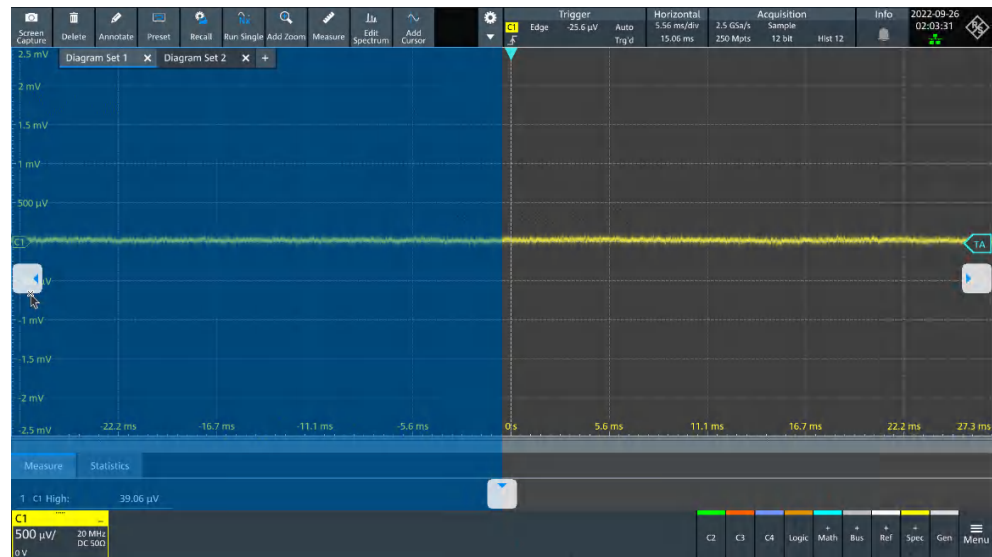 Screen Capture Delete Annotate Preset Recall Run Single Add Zoom Measure Edit Spectrum Add Cursor
Trigger Horizontal Acquisition Info 2022-09-26
C1 Edge -25.6 µV Auto 5.56 ms/div 2.5 GSa/s Sample 02:03:31
Trg'd 15.06 ms 250 Mpts 12 bit Hist 12
2.5 mV Diagram Set 1 X Diagram Set 2 X +
2 mV
1.5 mV
1 mV
500 µV
C1 TA
-1 mV
-1.5 mV
-2 mV
-2.5 mV -22.2 ms -16.7 ms -11.1 ms -5.6 ms 0 s 5.6 ms 11.1 ms 16.7 ms 22.2 ms 27.3 ms
Measure Statistics
1 C1 High: 39.06 µV
C1
500 µV/ 20 MHz
DC 50Ω
0 V
C2 C3 C4 Logic + Math + Bus + Ref + Spec Gen Menu